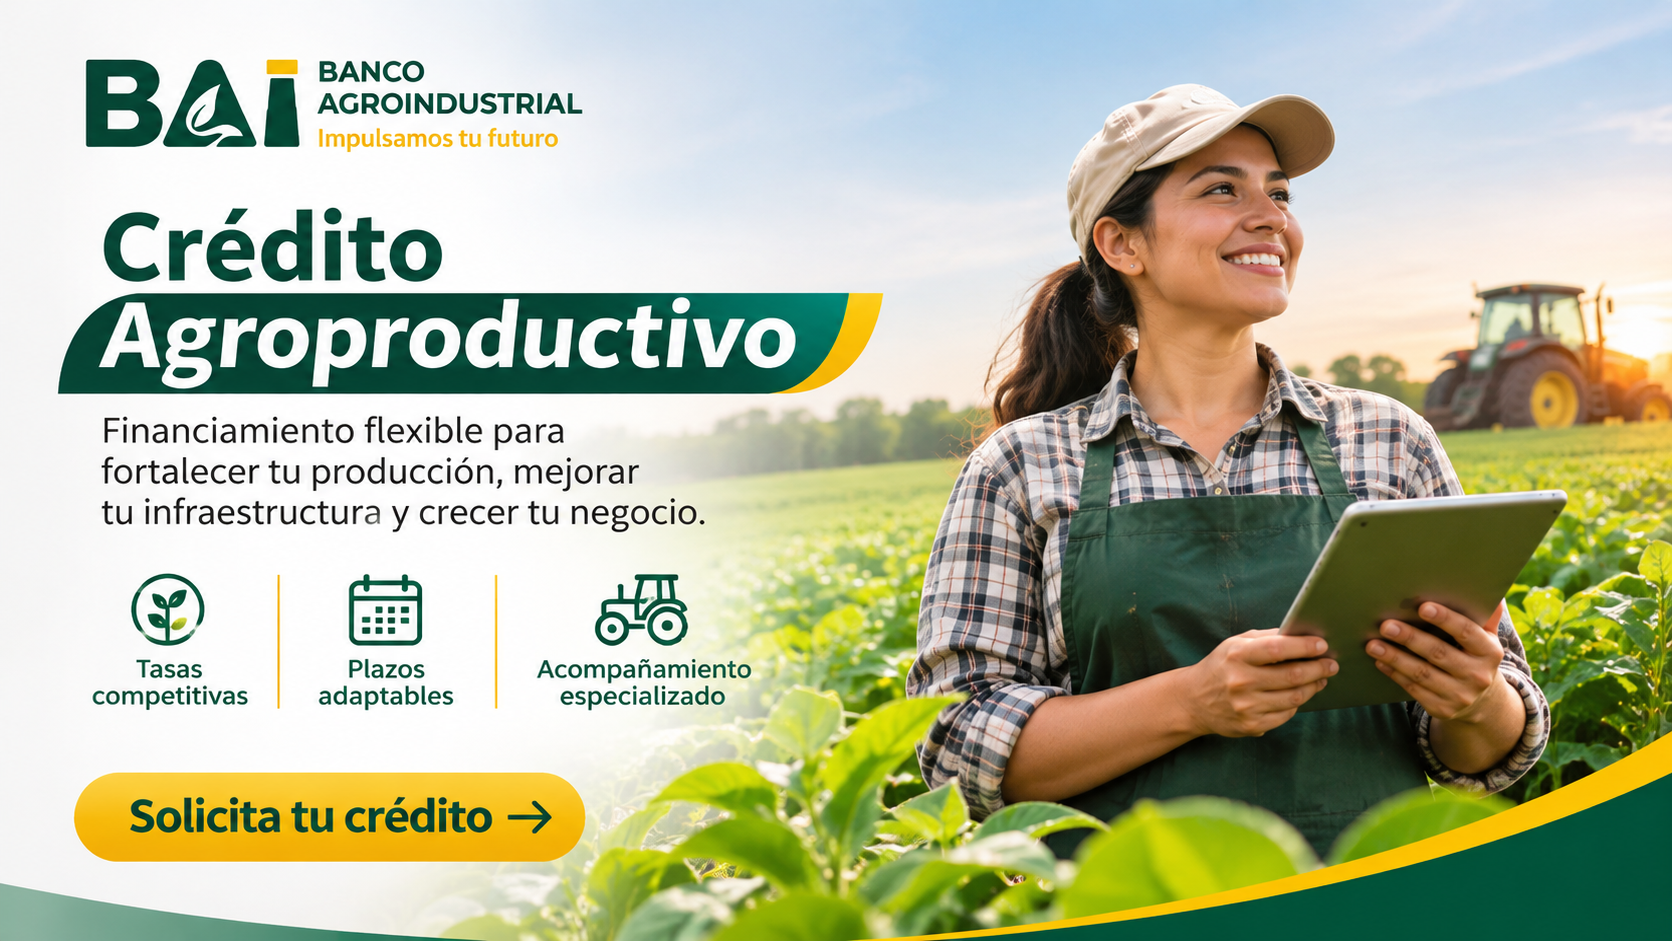 BAI
BANCO
AGROINDUSTRIAL
Impulsamos tu futuro
Crédito
Agroproductivo
Financiamiento flexible para
fortalecer tu producción, mejorar
tu infraestructura y crecer tu negocio.
Tasas
competitivas
Plazos
adaptables
Acompañamiento
especializado
Solicita tu crédito →